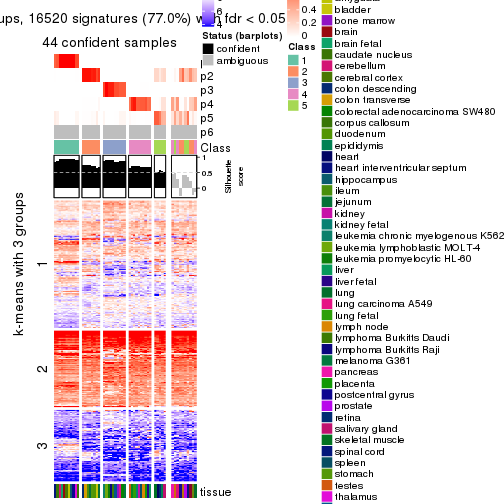 ups, 16520 signatures (77.0%) with fdr < 0.05
44 confident samples
p2
p3
p4
p5
p6
Class
1
0.5
0
Silhouette
score
k-means with 3 groups
1
2
3
tissue
6
4
Status (barplots)
confident
ambiguous
0.4
0.2
0
Class
1
2
3
4
5
bladder
bone marrow
brain
brain fetal
caudate nucleus
cerebellum
cerebral cortex
colon descending
colon transverse
colorectal adenocarcinoma SW480
corpus callosum
duodenum
epididymis
heart
heart interventricular septum
hippocampus
ileum
jejunum
kidney
kidney fetal
leukemia chronic myelogenous K562
leukemia lymphoblastic MOLT-4
leukemia promyelocytic HL-60
liver
liver fetal
lung
lung carcinoma A549
lung fetal
lymph node
lymphoma Burkitts Daudi
lymphoma Burkitts Raji
melanoma G361
pancreas
placenta
postcentral gyrus
prostate
retina
salivary gland
skeletal muscle
spinal cord
spleen
stomach
testes
thalamus